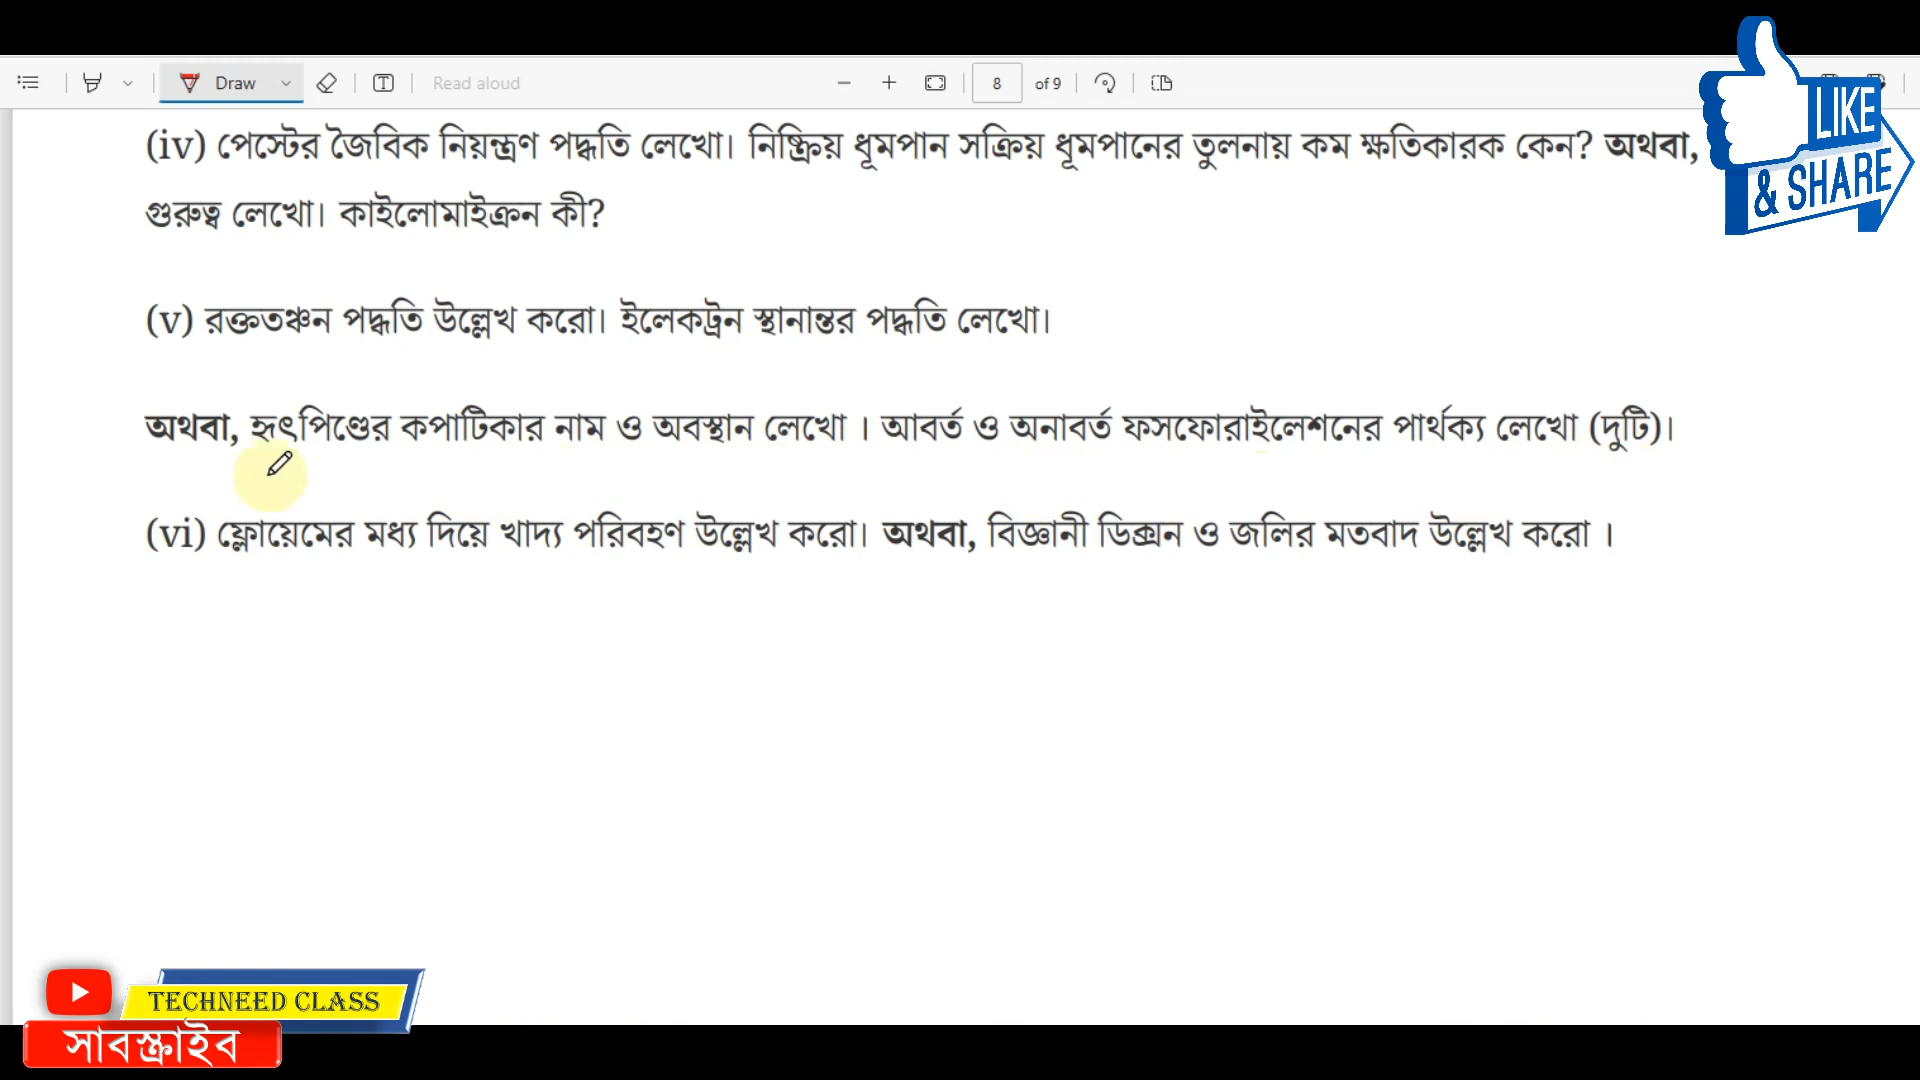 Draw
Read aloud
8 of 9
(iv) পেস্টের জৈবিক নিয়ন্ত্রণ পদ্ধতি লেখো। নিষ্ক্রিয় ধূমপান সক্রিয় ধূমপানের তুলনায় কম ক্ষতিকারক কেন? অথবা,
গুরুত্ব লেখো। কাইলোমাইক্রন কী?
(v) রক্ততঞ্চন পদ্ধতি উল্লেখ করো। ইলেকট্রন স্থানান্তর পদ্ধতি লেখো।
অথবা, হৃৎপিণ্ডের কপাটিকার নাম ও অবস্থান লেখো । আবর্ত ও অনাবর্ত ফসফোরাইলেশনের পার্থক্য লেখো (দুটি)।
(vi) ফ্লোয়েমের মধ্য দিয়ে খাদ্য পরিবহণ উল্লেখ করো। অথবা, বিজ্ঞানী ডিক্সন ও জলির মতবাদ উল্লেখ করো ।
LIKE
& SHARE
TECHNEED CLASS
সাবস্ক্রাইব